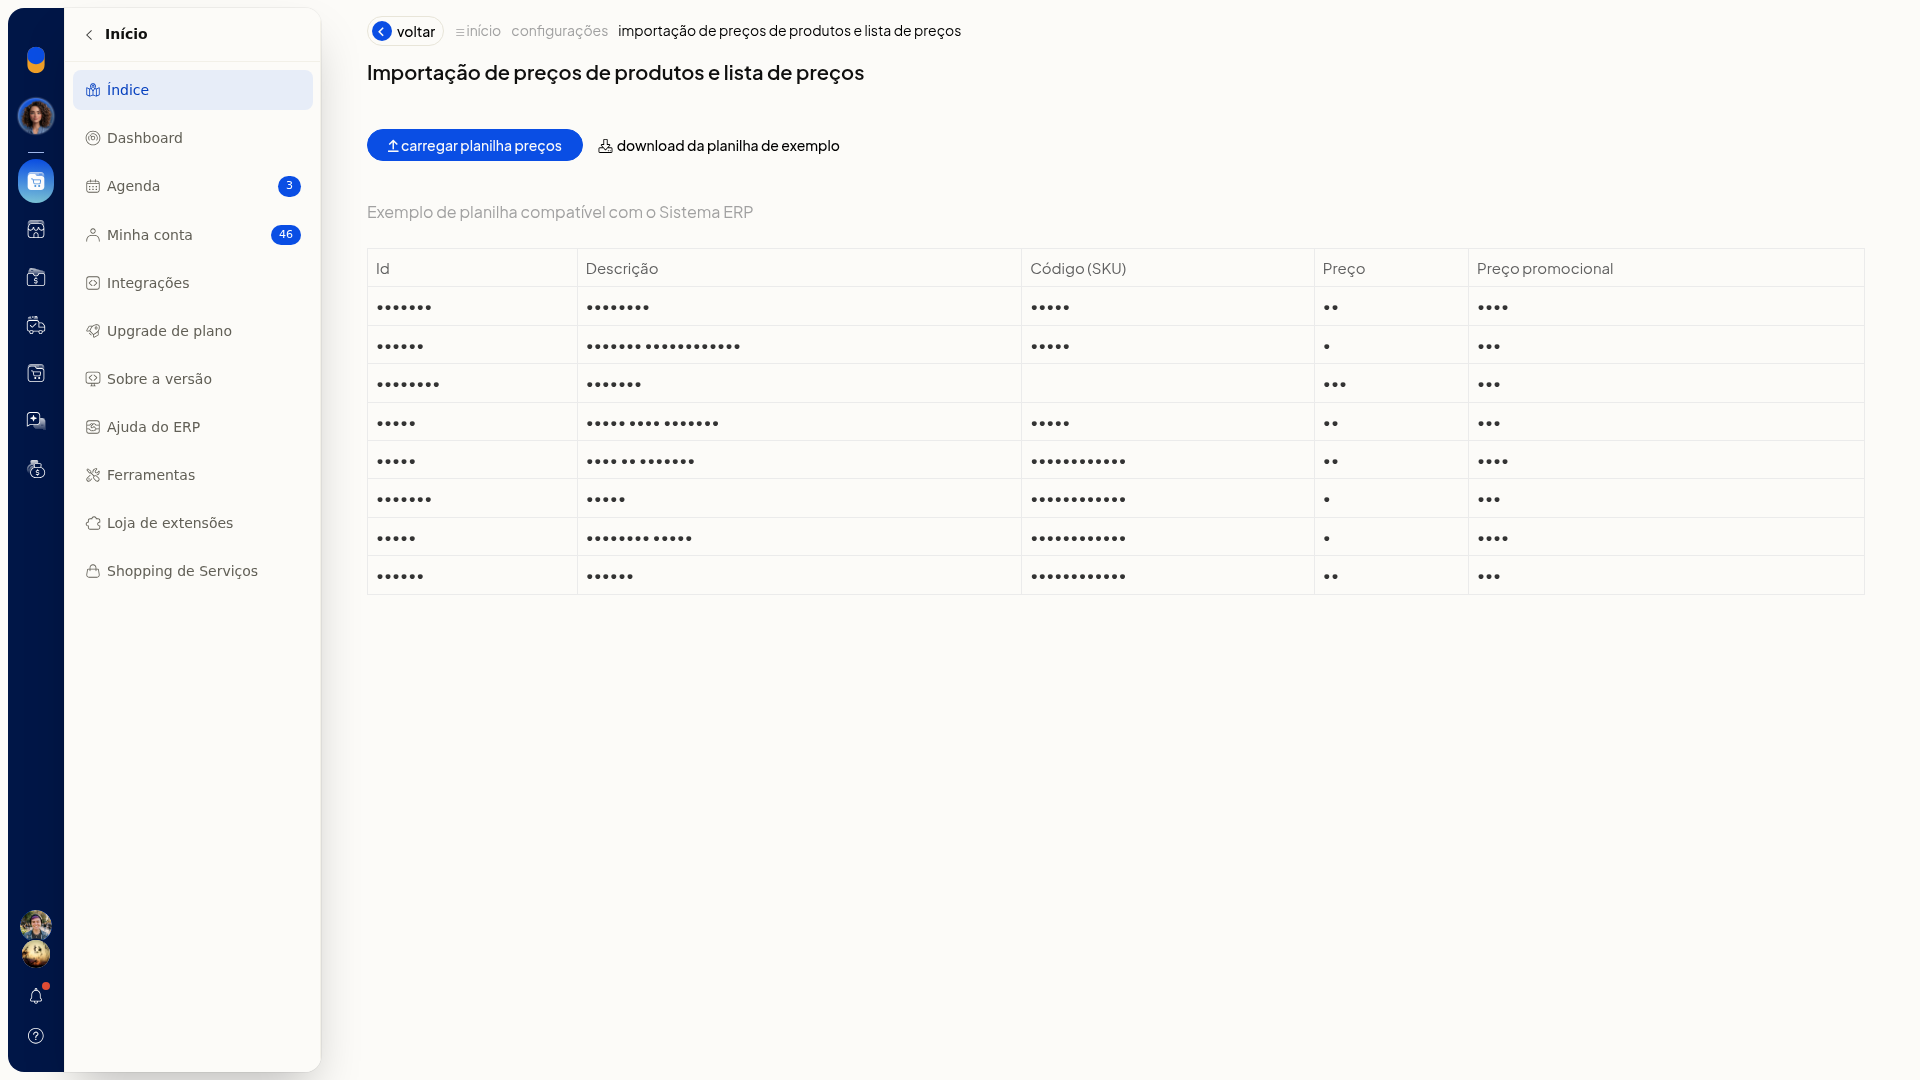 Início
Índice
Dashboard
Agenda 3
Minha conta 46
Integrações
Upgrade de plano
Sobre a versão
Ajuda do ERP
Ferramentas
Loja de extensões
Shopping de Serviços
voltar início configurações importação de preços de produtos e lista de preços
Importação de preços de produtos e lista de preços
carregar planilha preços download da planilha de exemplo
Exemplo de planilha compatível com o Sistema ERP
Id Descrição Código (SKU) Preço Preço promocional
••••••• •••••••• ••••• •• ••••
•••••• ••••••• •••••••••••• ••••• • •••
•••••••• ••••••• ••• •••
••••• ••••• •••• ••••••• ••••• •• •••
••••• •••• •• ••••••• •••••••••••• •• ••••
••••••• ••••• •••••••••••• • •••
••••• •••••••• ••••• •••••••••••• • ••••
•••••• •••••• •••••••••••• •• •••